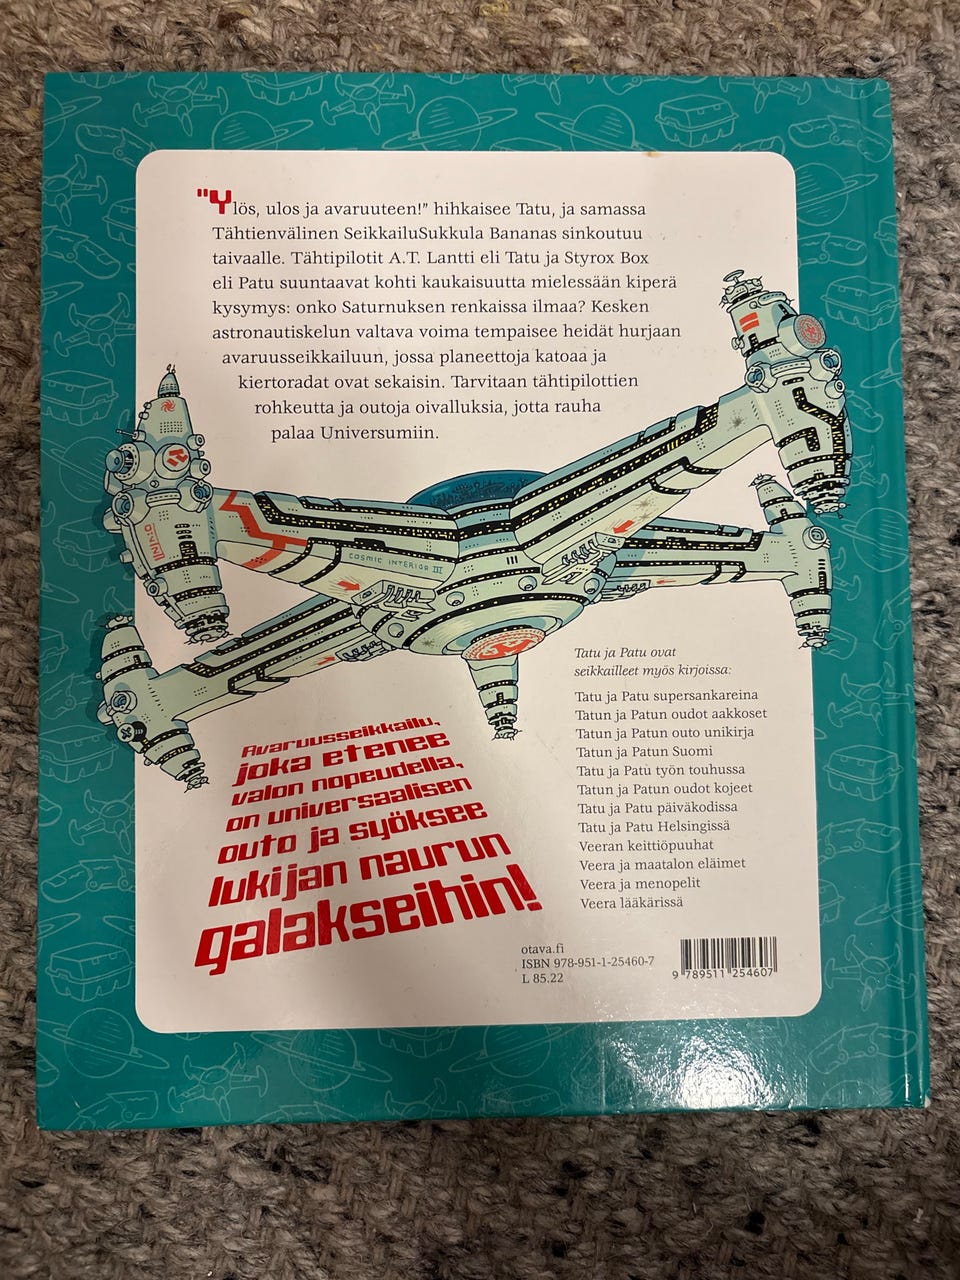 "Ylös, ulos ja avaruuteen!" hihkaisee Tatu, ja samassa
Tähtienvälinen SeikkailuSukkula Bananas sinkoutuu
taivaalle. Tähtipilotit A.T. Lantti eli Tatu ja Styrox Box
eli Patu suuntaavat kohti kaukaisuutta mielessään kiperä
kysymys: onko Saturnuksen renkaissa ilmaa? Kesken
astronautiskelun valtava voima tempaisee heidät hurjaan
avaruusseikkailuun, jossa planeettoja katoaa ja
kiertoradat ovat sekaisin. Tarvitaan tähtipilottien
rohkeutta ja outoja oivalluksia, jotta rauha
palaa Universumiin.
COSMIC INTERIOR III
Tatu ja Patu ovat
seikkailleet myös kirjoissa:
Tatu ja Patu supersankareina
Tatun ja Patun oudot aakkoset
Tatun ja Patun outo unikirja
Tatun ja Patun Suomi
Tatu ja Patu työn touhussa
Tatun ja Patun oudot kojeet
Tatu ja Patu päiväkodissa
Tatu ja Patu Helsingissä
Veeran keittiöpuuhat
Veera ja maatalon eläimet
Veera ja menopelit
Veera lääkärissä
Avaruusseikkailu,
joka etenee
valon nopeudella,
on universaalisen
outo ja syöksee
lukijan naurun
galakseihin!
otava.fi
ISBN 978-951-1-25460-7
L 85.22
9 789511 254607